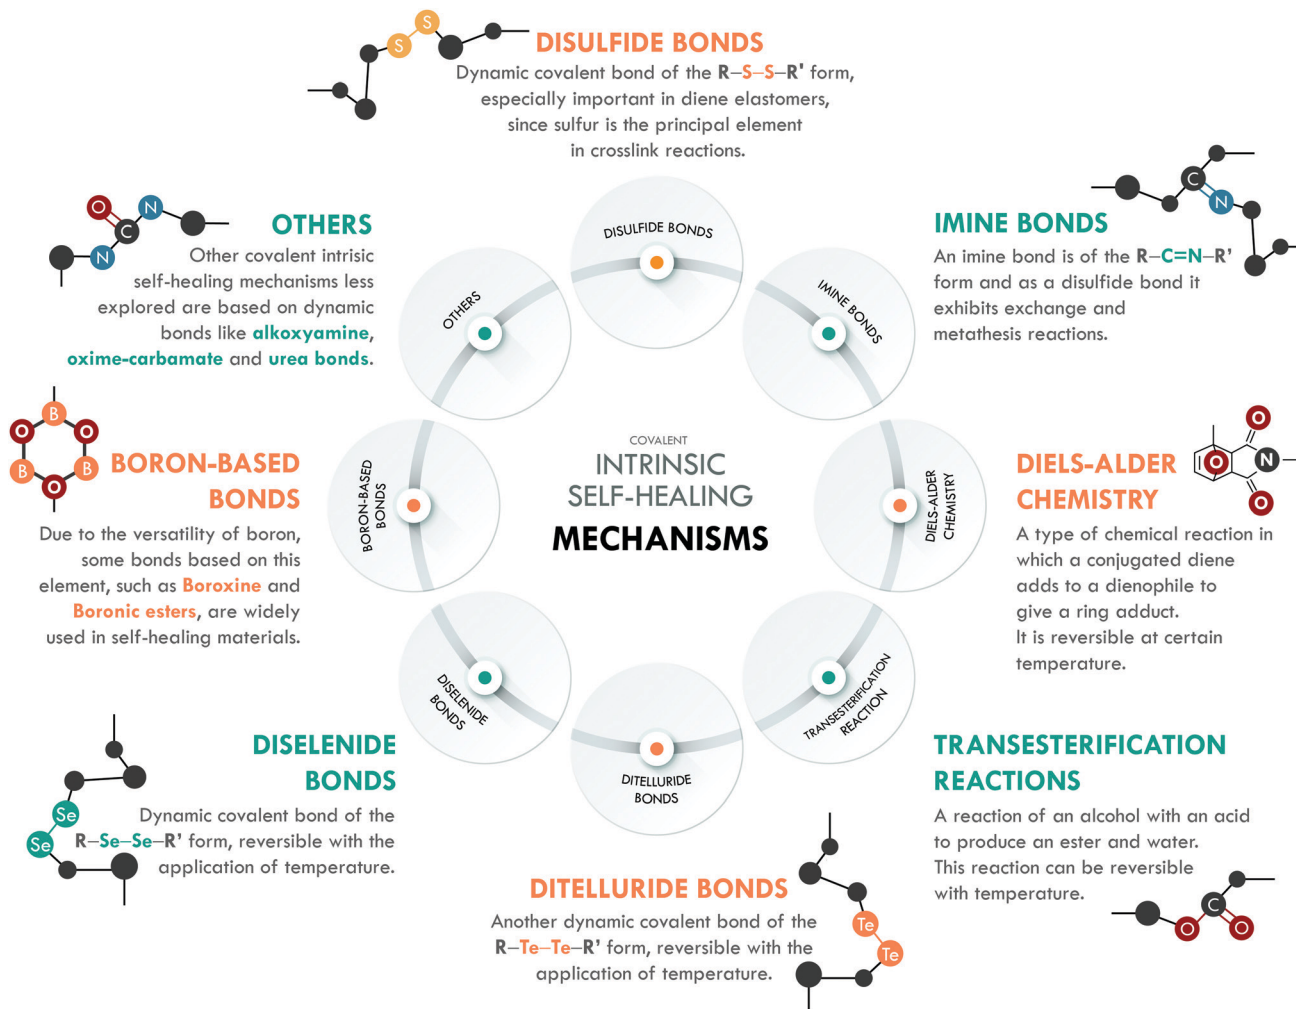 S
S
DISULFIDE BONDS
Dynamic covalent bond of the R–S–S–R' form,
especially important in diene elastomers,
since sulfur is the principal element
in crosslink reactions.
O
N
C
N
OTHERS
Other covalent intrisic
self-healing mechanisms less
explored are based on dynamic
bonds like alkoxyamine,
oxime-carbamate and urea bonds.
C
N
IMINE BONDS
An imine bond is of the R–C=N–R’
form and as a disulfide bond it
exhibits exchange and
metathesis reactions.
DISULFIDE BONDS
OTHERS
IMINE BONDS
BORON-BASED
BONDS
DIELS-ALDER
CHEMISTRY
DISELENIDE
BONDS
TRANSESTERIFICATION
REACTION
DITELLURIDE
BONDS
COVALENT
INTRINSIC
SELF-HEALING
MECHANISMS
B
O
O
B
B
O
BORON-BASED
BONDS
Due to the versatility of boron,
some bonds based on this
element, such as Boroxine and
Boronic esters, are widely
used in self-healing materials.
O
O
N
O
DIELS-ALDER
CHEMISTRY
A type of chemical reaction in
which a conjugated diene
adds to a dienophile to
give a ring adduct.
It is reversible at certain
temperature.
DISELENIDE
BONDS
Se
Se
Dynamic covalent bond of the
R–Se–Se–R’ form, reversible with the
application of temperature.
TRANSESTERIFICATION
REACTIONS
A reaction of an alcohol with an acid
to produce an ester and water.
This reaction can be reversible
with temperature.
C
O
O
DITELLURIDE BONDS
Another dynamic covalent bond of the
R–Te–Te–R’ form, reversible with the
application of temperature.
Te
Te